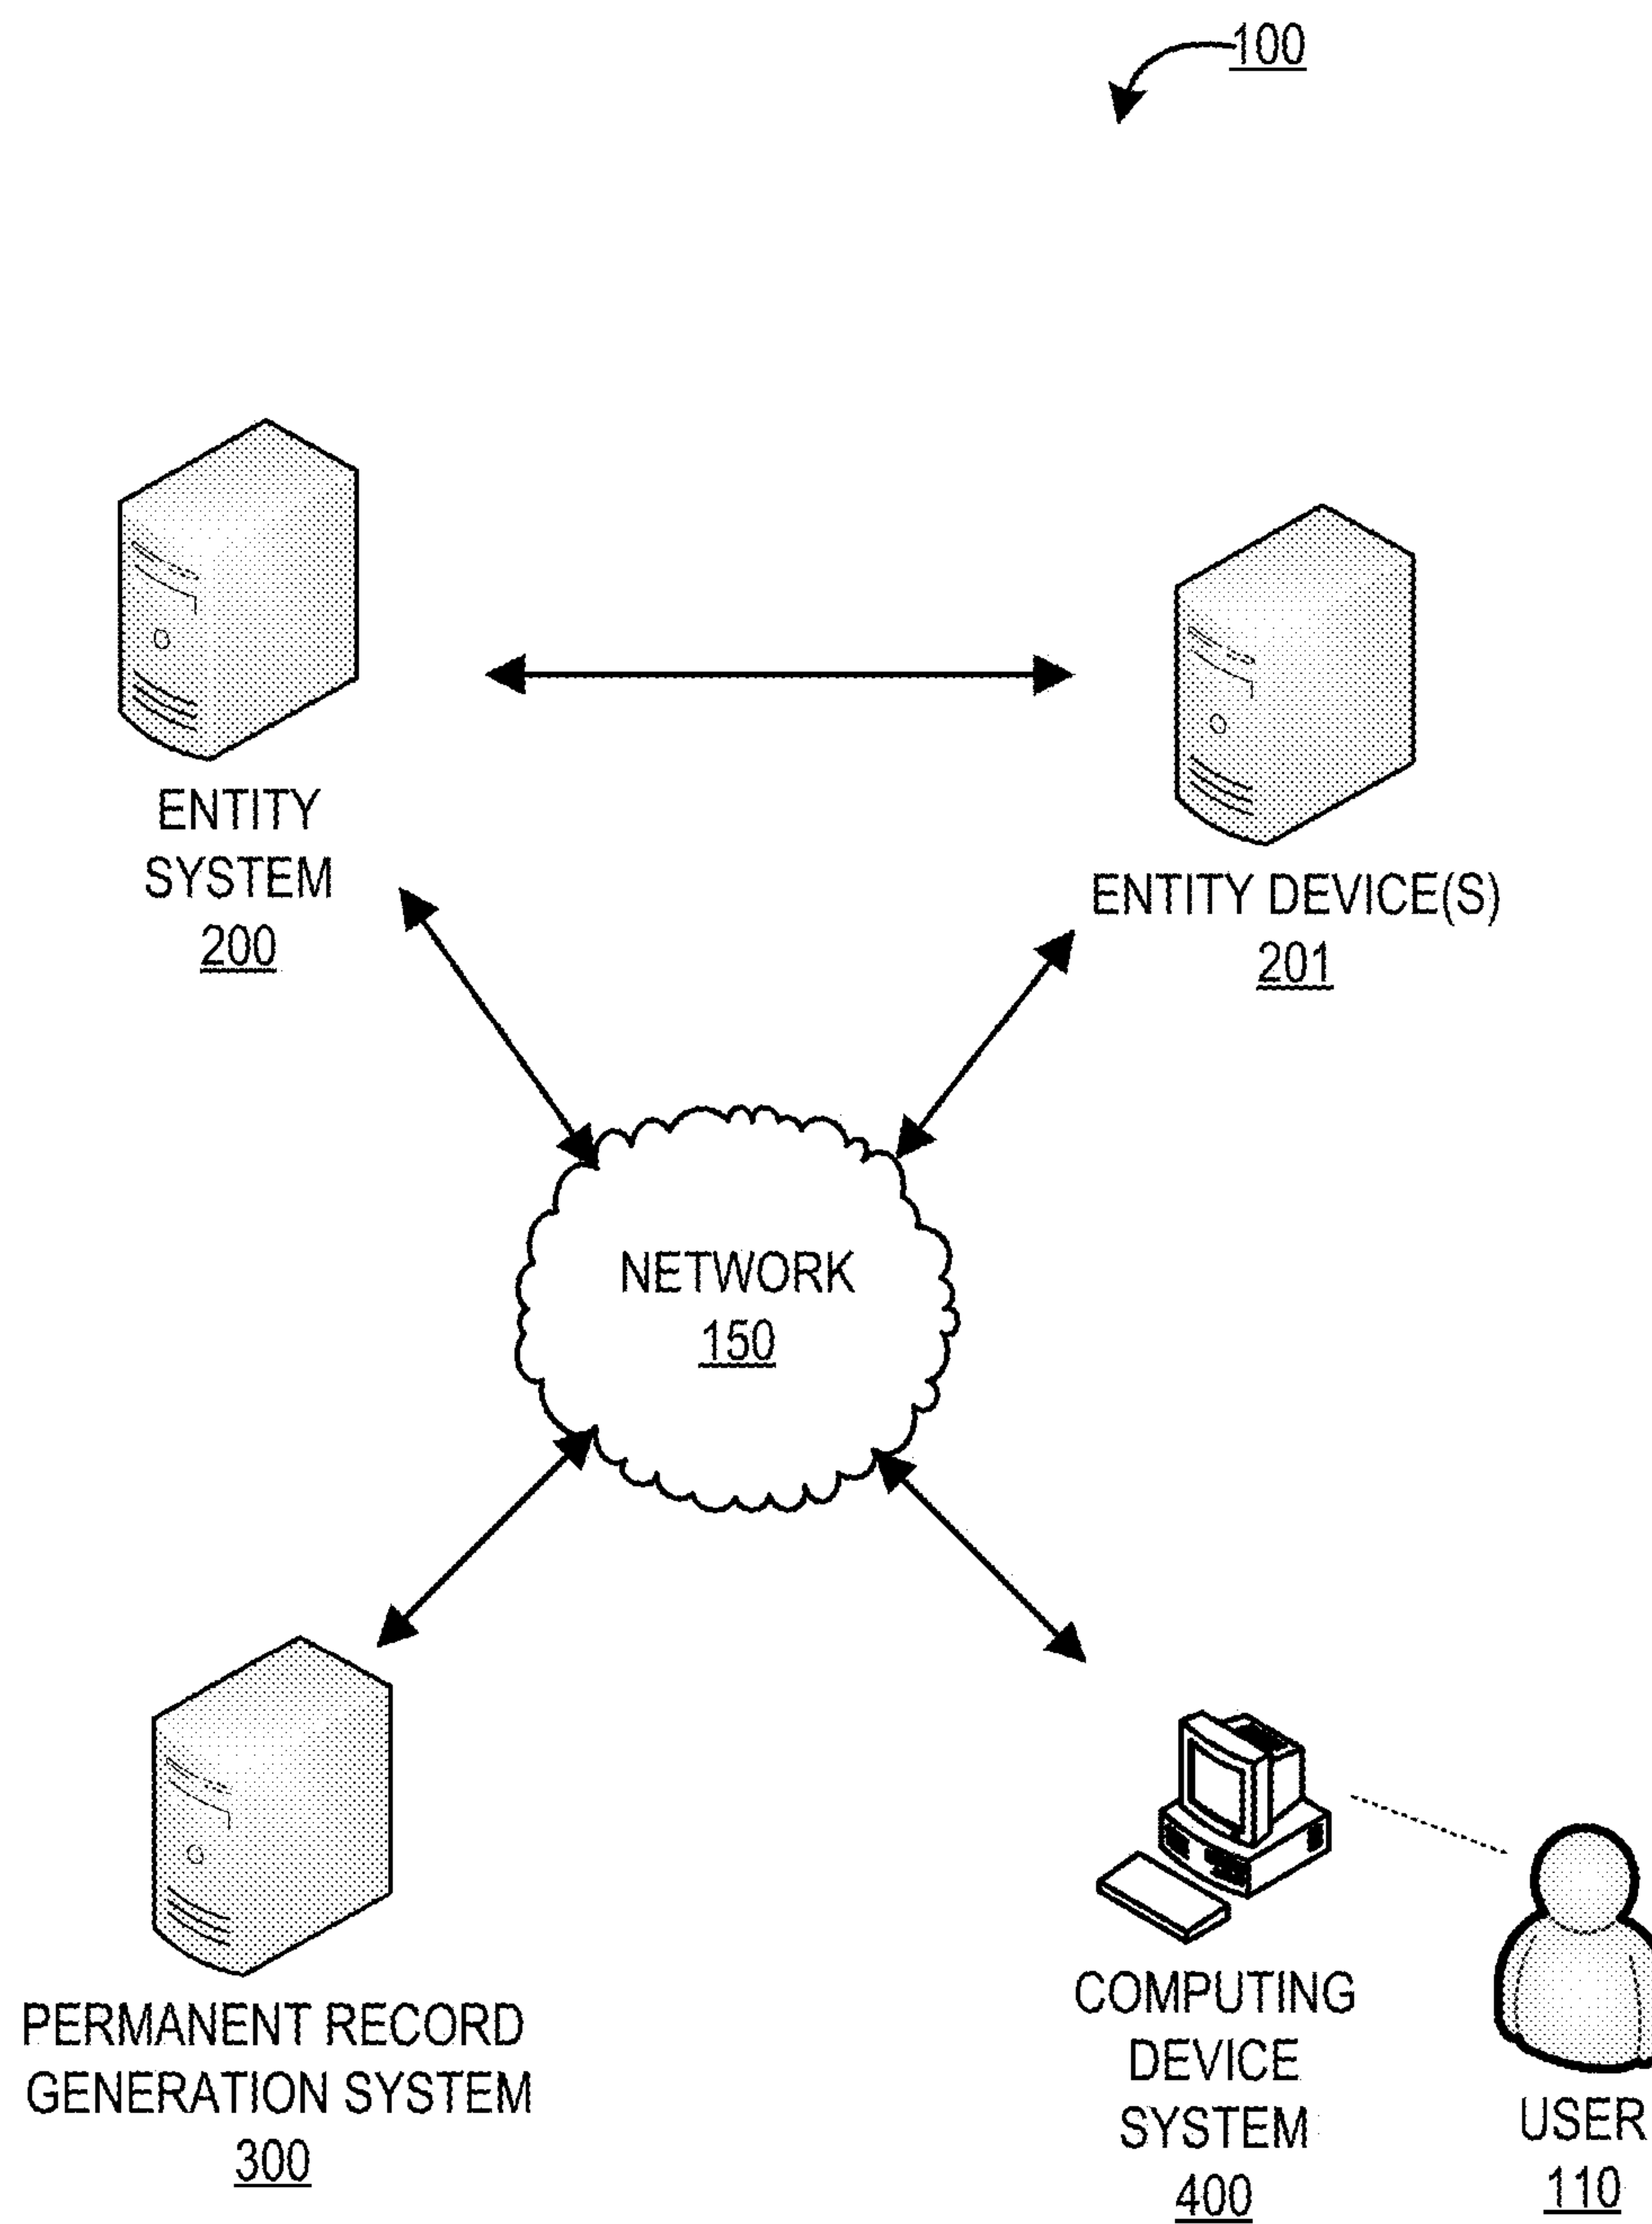 100
ENTITY
SYSTEM
200
ENTITY DEVICE(S)
201
NETWORK
150
PERMANENT RECORD
GENERATION SYSTEM
300
COMPUTING
DEVICE
SYSTEM
400
USER
110